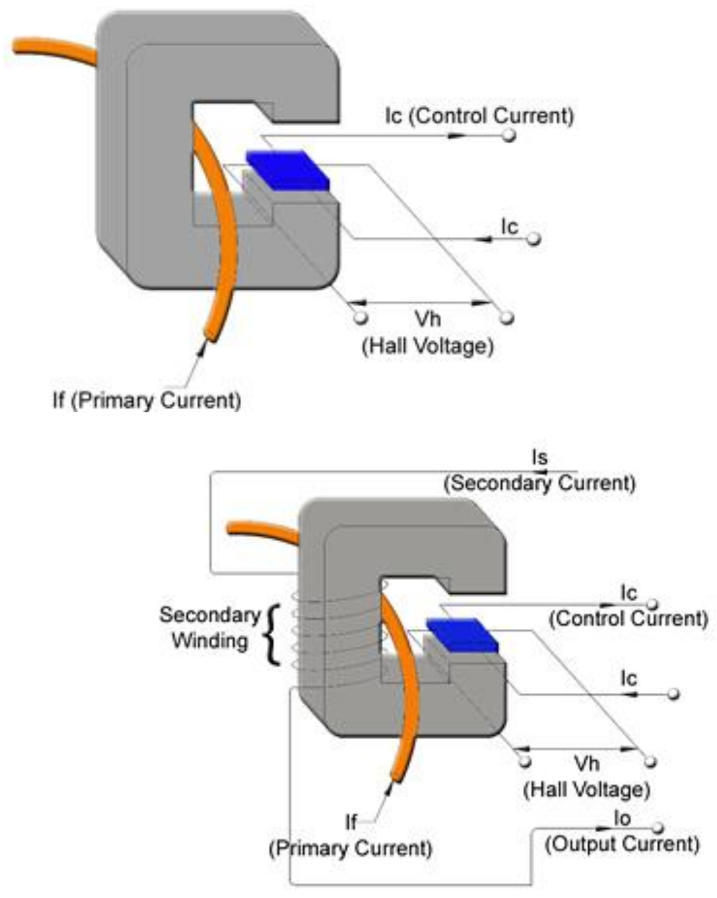 Ic (Control Current)
Ic
Vh
(Hall Voltage)
If (Primary Current)
Is
(Secondary Current)
Secondary
Winding
Ic
(Control Current)
Ic
Vh
(Hall Voltage)
If
(Primary Current)
Io
(Output Current)